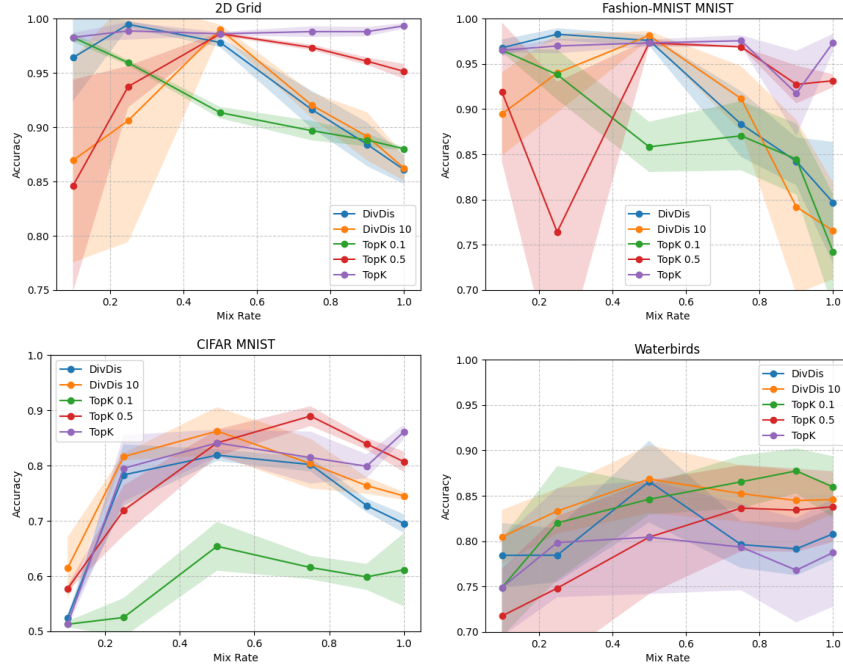 2D Grid
1.00
0.95
0.90
0.85
0.80
0.75
Accuracy
0.2 0.4 0.6 0.8 1.0
Mix Rate
DivDis
DivDis 10
TopK 0.1
TopK 0.5
TopK
Fashion-MNIST MNIST
1.00
0.95
0.90
0.85
0.80
0.75
0.70
Accuracy
0.2 0.4 0.6 0.8 1.0
Mix Rate
DivDis
DivDis 10
TopK 0.1
TopK 0.5
TopK
CIFAR MNIST
1.0
0.9
0.8
0.7
0.6
0.5
Accuracy
0.2 0.4 0.6 0.8 1.0
Mix Rate
DivDis
DivDis 10
TopK 0.1
TopK 0.5
TopK
Waterbirds
1.00
0.95
0.90
0.85
0.80
0.75
0.70
Accuracy
0.2 0.4 0.6 0.8 1.0
Mix Rate
DivDis
DivDis 10
TopK 0.1
TopK 0.5
TopK